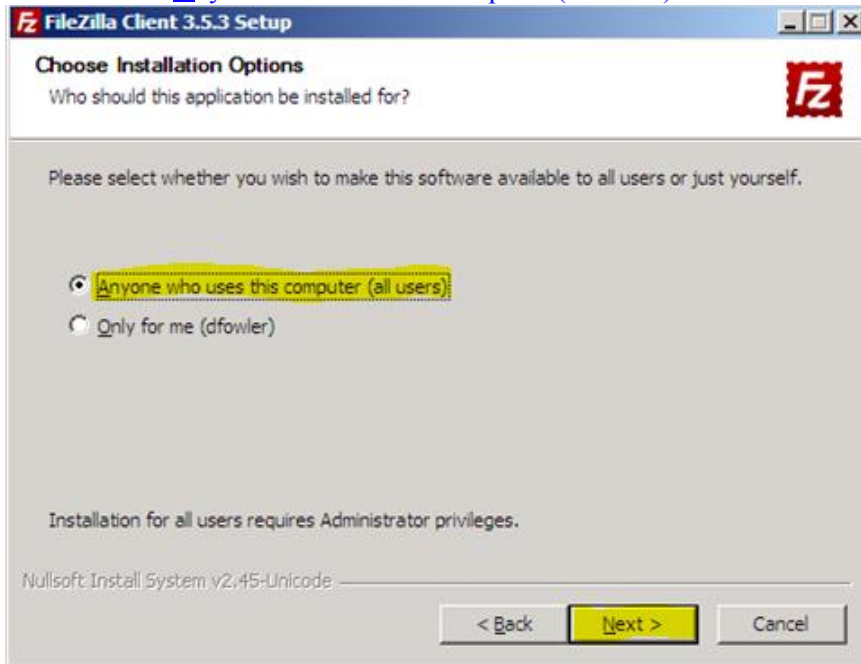 FileZilla Client 3.5.3 Setup
Choose Installation Options
Who should this application be installed for?
Fz
Please select whether you wish to make this software available to all users or just yourself.
Anyone who uses this computer (all users)
Only for me (dfowler)
Installation for all users requires Administrator privileges.
Nullsoft Install System v2.45-Unicode
< Back Next > Cancel